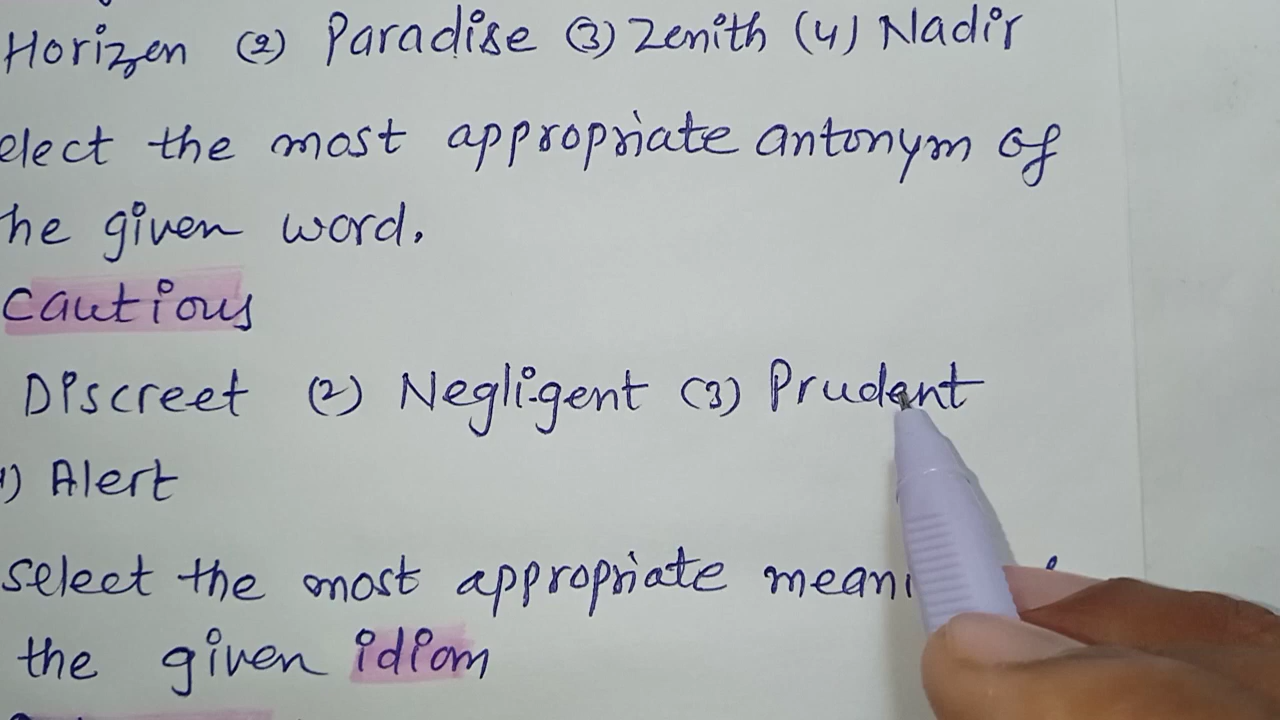 Horizen (2) Paradise (3) Zenith (4) Nadir
elect the most appropriate antonym of
he given word.
Cautious
Discreet (2) Negligent (3) Prudent
) Alert
select the most appropriate meani
the given idiom